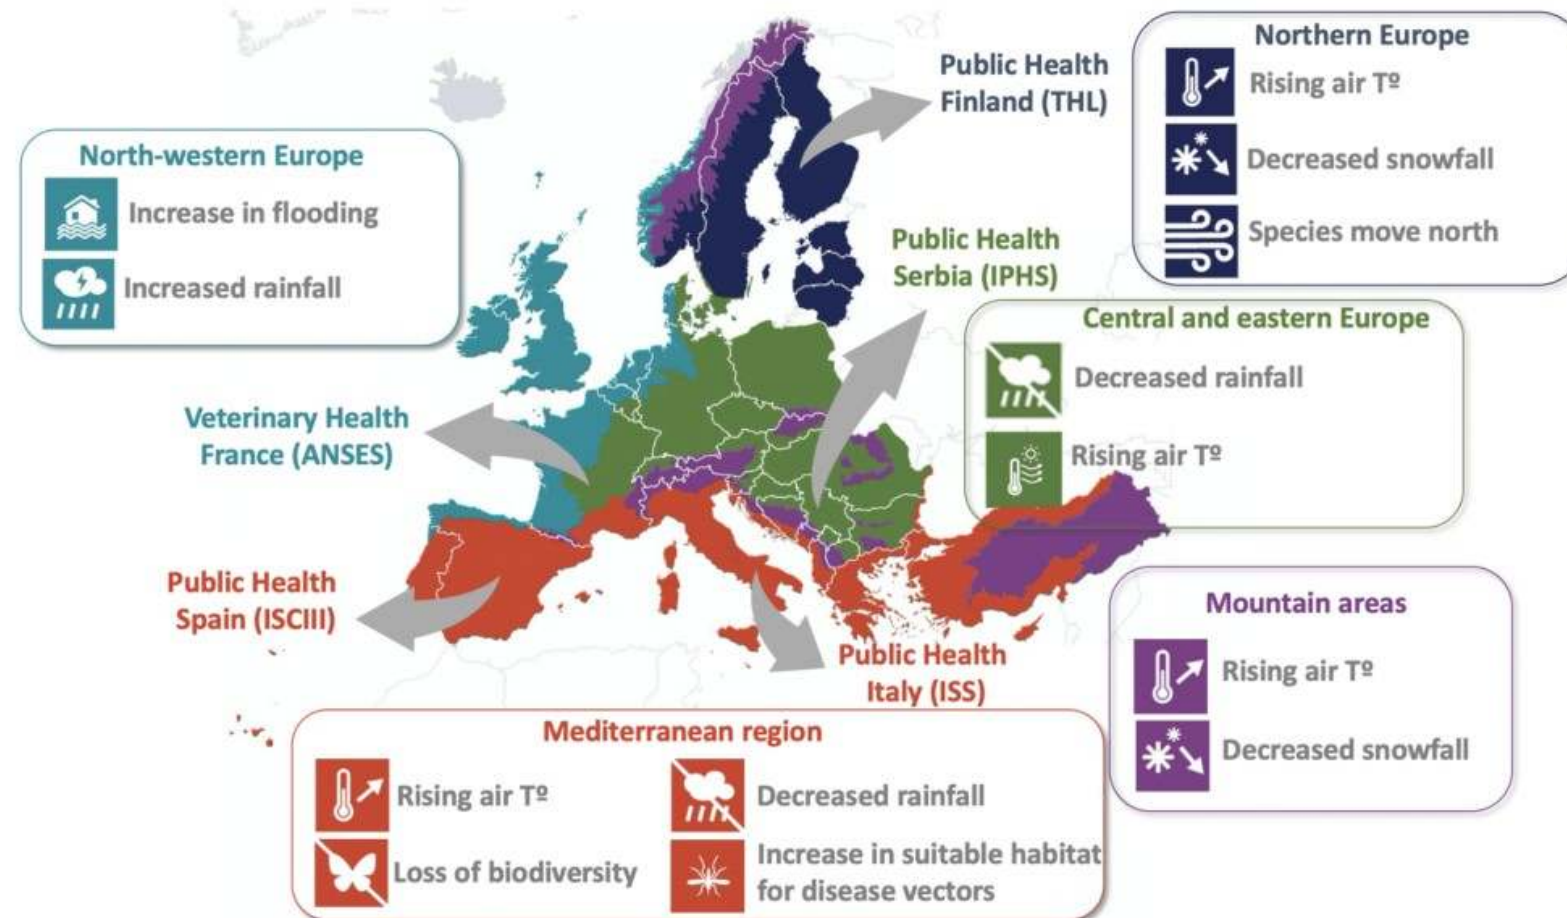 Public Health
Finland (THL)
Northern Europe
Rising air Tº
Decreased snowfall
Species move north
North-western Europe
Increase in flooding
Increased rainfall
Public Health
Serbia (IPHS)
Central and eastern Europe
Decreased rainfall
Rising air Tº
Veterinary Health
France (ANSES)
Public Health
Spain (ISCIII)
Public Health
Italy (ISS)
Mountain areas
Rising air Tº
Decreased snowfall
Mediterranean region
Rising air Tº
Decreased rainfall
Loss of biodiversity
Increase in suitable habitat
for disease vectors